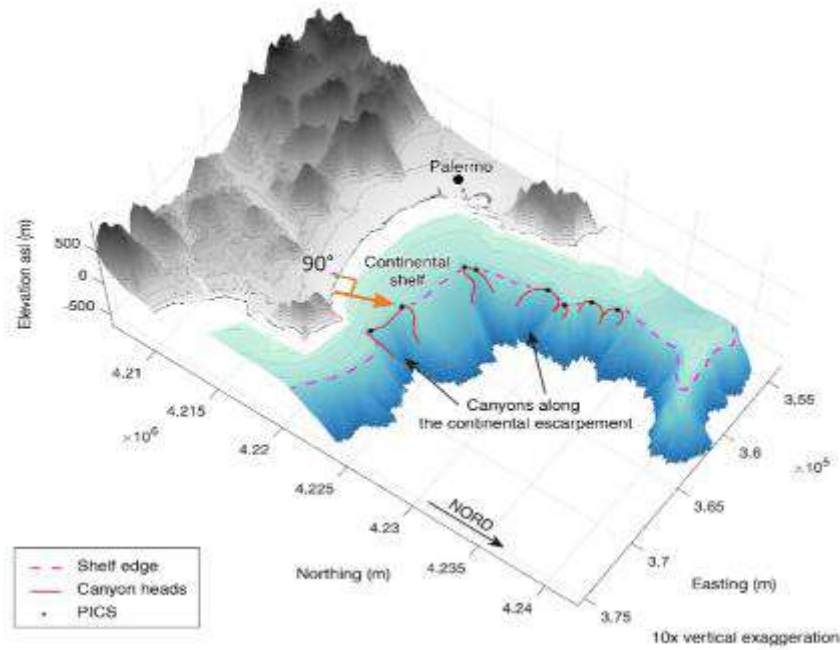 Palermo
90°
Continental
shelf
Elevation asl (m)
500
0
-500
Canyons along
the continental escarpement
4.21
4.215
4.22
4.225
4.23
4.235
4.24
×10⁶
Northing (m)
NORD
3.55
3.6
3.65
3.7
3.75
×10⁵
Easting (m)
Shelf edge
Canyon heads
PICS
10x vertical exaggeration